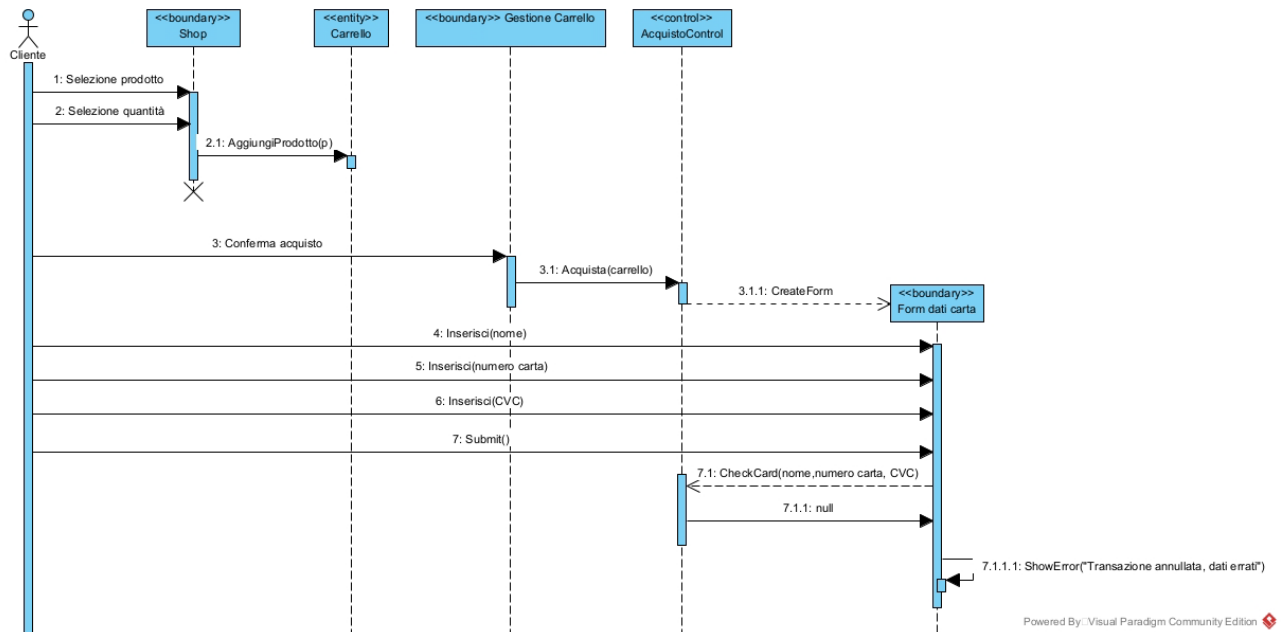 <<boundary>>
Shop
<<entity>>
Carrello
<<boundary>> Gestione Carrello
<<control>>
AcquistoControl
Cliente
1: Selezione prodotto
2: Selezione quantità
2.1: AggiungiProdotto(p)
3: Conferma acquisto
3.1: Acquista(carrello)
3.1.1: CreateForm
<<boundary>>
Form dati carta
4: Inserisci(nome)
5: Inserisci(numero carta)
6: Inserisci(CVC)
7: Submit()
7.1: CheckCard(nome,numero carta, CVC)
7.1.1: null
7.1.1.1: ShowError("Transazione annullata, dati errati")
Powered By Visual Paradigm Community Edition